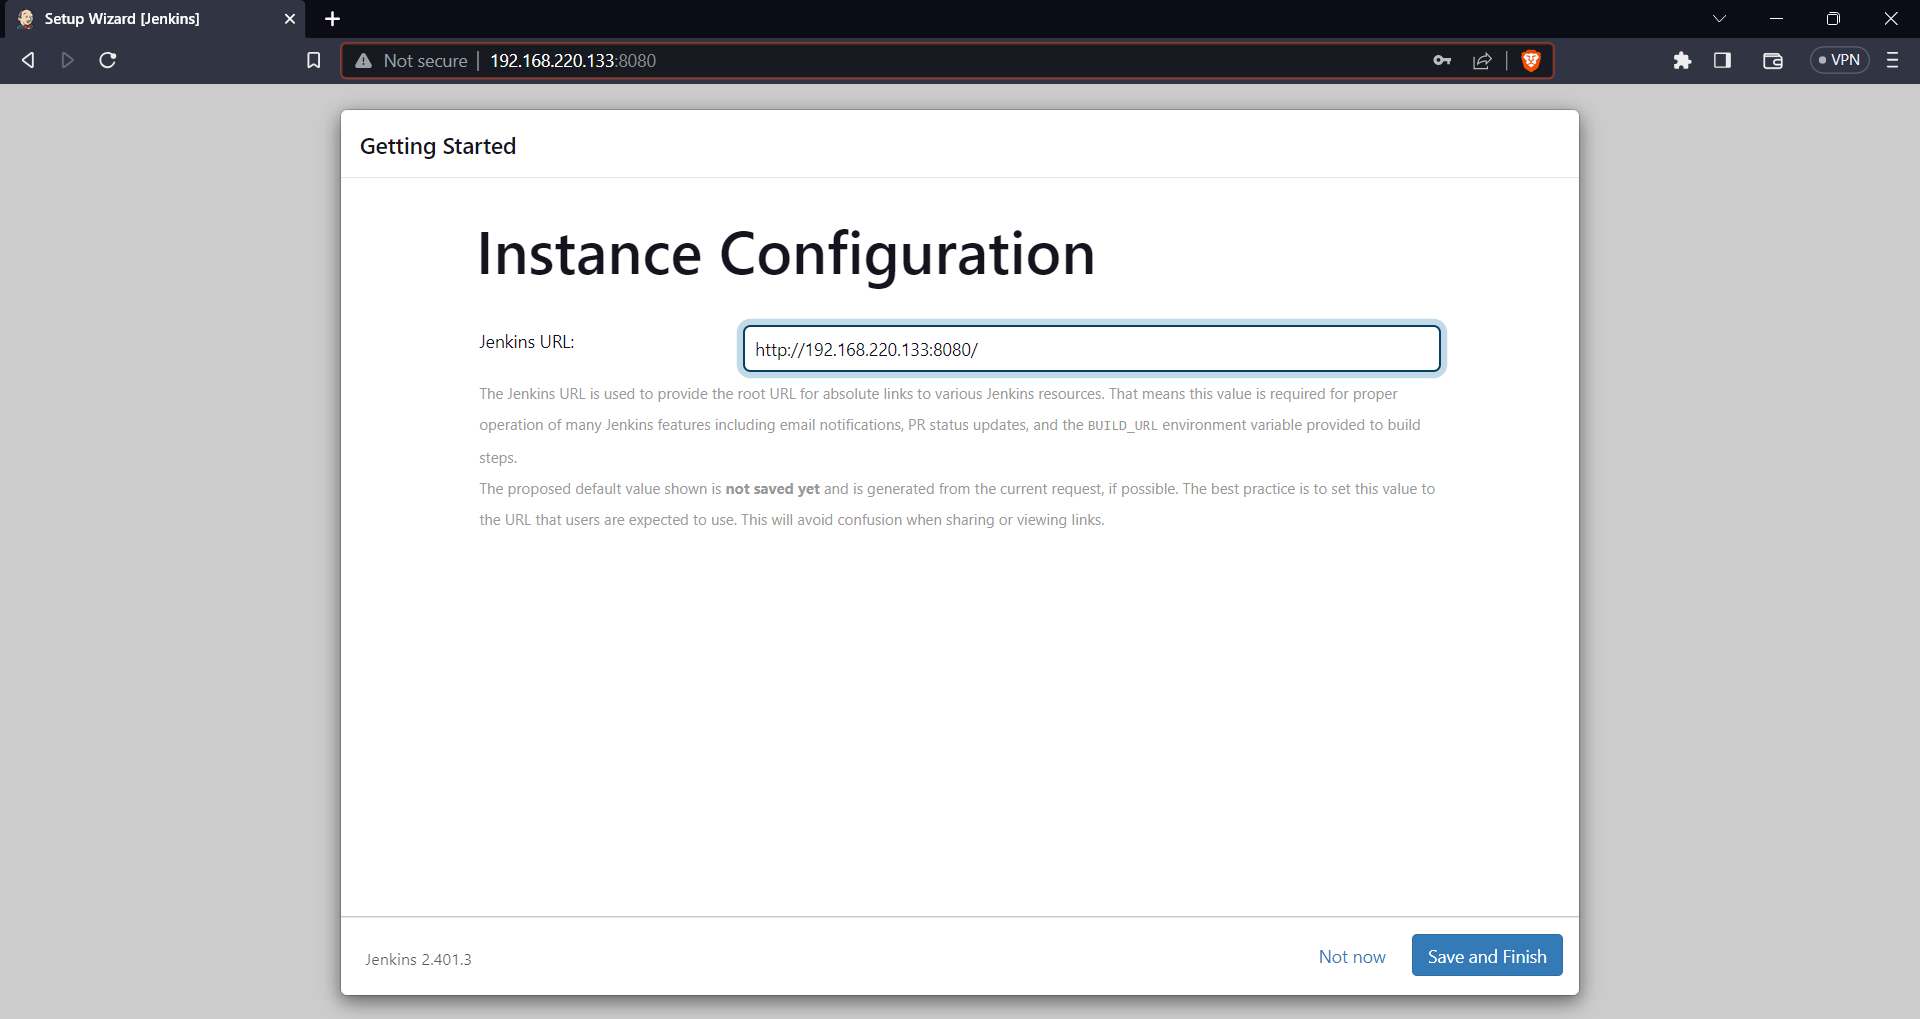 Setup Wizard [Jenkins]
Not secure
192.168.220.133:8080
VPN
Getting Started
Instance Configuration
Jenkins URL:
http://192.168.220.133:8080/
The Jenkins URL is used to provide the root URL for absolute links to various Jenkins resources. That means this value is required for proper
operation of many Jenkins features including email notifications, PR status updates, and the BUILD_URL environment variable provided to build
steps.
The proposed default value shown is not saved yet and is generated from the current request, if possible. The best practice is to set this value to
the URL that users are expected to use. This will avoid confusion when sharing or viewing links.
Jenkins 2.401.3
Not now
Save and Finish